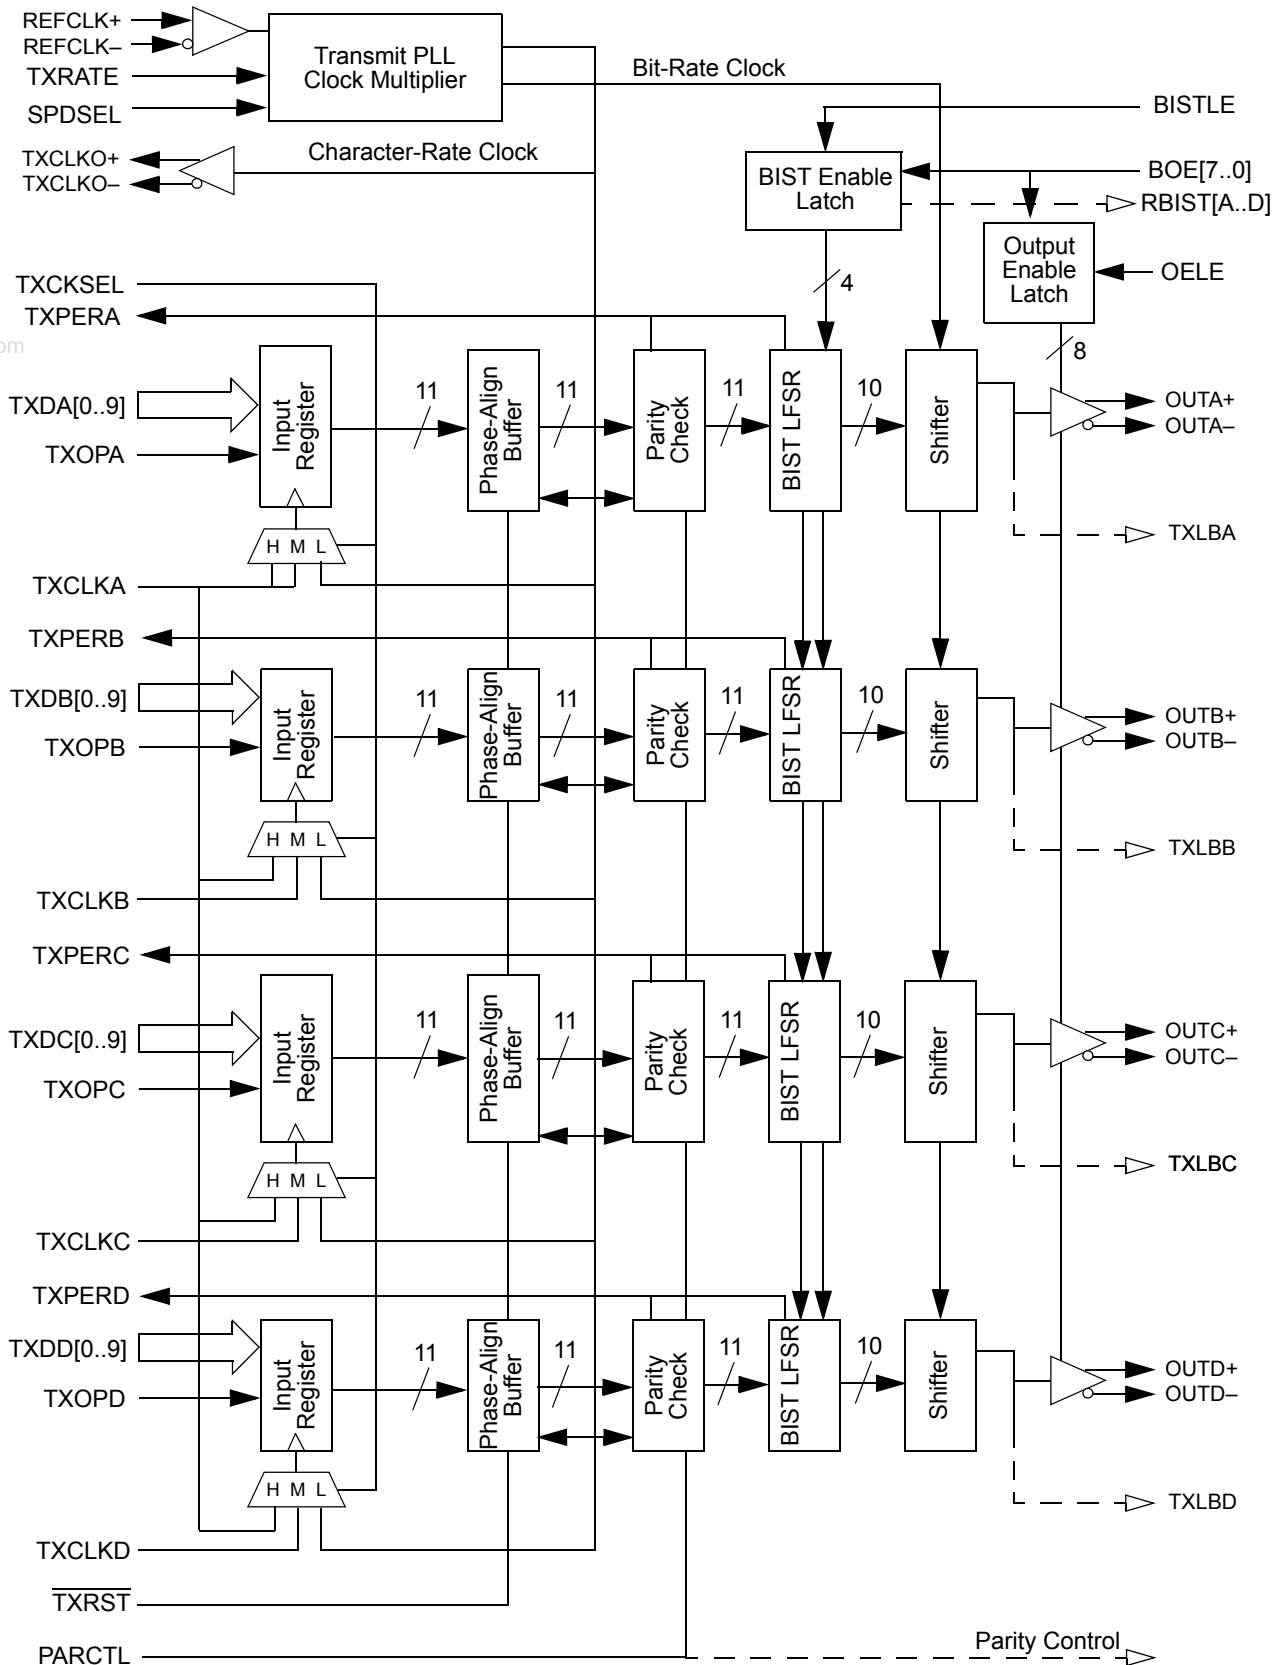 REFCLK+
REFCLK–
TXRATE
SPDSEL
Transmit PLL
Clock Multiplier
Bit-Rate Clock
BISTLE
TXCLKO+
TXCLKO–
Character-Rate Clock
BIST Enable
Latch
BOE[7..0]
RBIST[A..D]
Output
Enable
Latch
OELE
4
8
TXCKSEL
TXPERA
om
TXDA[0..9]
TXOPA
Input
Register
11
Phase-Align
Buffer
11
Parity
Check
11
BIST LFSR
10
Shifter
OUTA+
OUTA–
TXLBA
H M L
TXCLKA
TXPERB
TXDB[0..9]
TXOPB
Input
Register
11
Phase-Align
Buffer
11
Parity
Check
11
BIST LFSR
10
Shifter
OUTB+
OUTB–
TXLBB
H M L
TXCLKB
TXPERC
TXDC[0..9]
TXOPC
Input
Register
11
Phase-Align
Buffer
11
Parity
Check
11
BIST LFSR
10
Shifter
OUTC+
OUTC–
TXLBC
H M L
TXCLKC
TXPERD
TXDD[0..9]
TXOPD
Input
Register
11
Phase-Align
Buffer
11
Parity
Check
11
BIST LFSR
10
Shifter
OUTD+
OUTD–
TXLBD
H M L
TXCLKD
TXRST
PARCTL
Parity Control